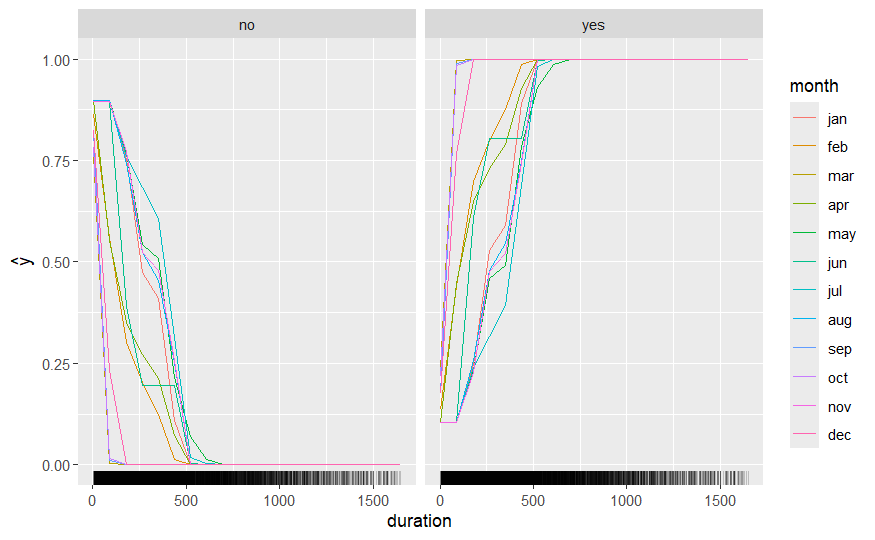 no
yes
1.00
0.75
0.50
0.25
0.00
ŷ
0
500
1000
1500
0
500
1000
1500
duration
month
jan
feb
mar
apr
may
jun
jul
aug
sep
oct
nov
dec